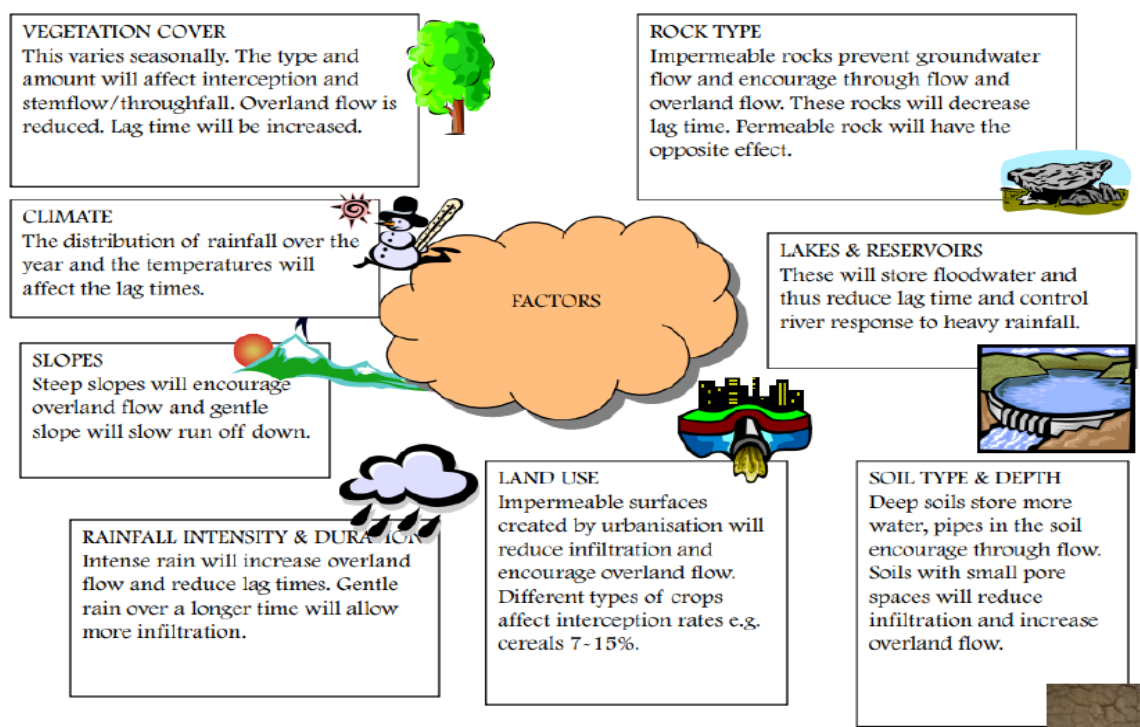 VEGETATION COVER
This varies seasonally. The type and
amount will affect interception and
stemflow/throughfall. Overland flow is
reduced. Lag time will be increased.
ROCK TYPE
Impermeable rocks prevent groundwater
flow and encourage through flow and
overland flow. These rocks will decrease
lag time. Permeable rock will have the
opposite effect.
CLIMATE
The distribution of rainfall over the
year and the temperatures will
affect the lag times.
FACTORS
LAKES & RESERVOIRS
These will store floodwater and
thus reduce lag time and control
river response to heavy rainfall.
SLOPES
Steep slopes will encourage
overland flow and gentle
slope will slow run off down.
RAINFALL INTENSITY & DURATION
Intense rain will increase overland
flow and reduce lag times. Gentle
rain over a longer time will allow
more infiltration.
LAND USE
Impermeable surfaces
created by urbanisation will
reduce infiltration and
encourage overland flow.
Different types of crops
affect interception rates e.g.
cereals 7-15%.
SOIL TYPE & DEPTH
Deep soils store more
water, pipes in the soil
encourage through flow.
Soils with small pore
spaces will reduce
infiltration and increase
overland flow.